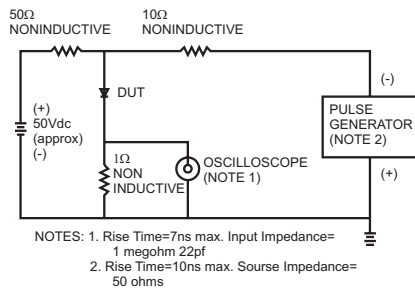 50Ω
NONINDUCTIVE
10Ω
NONINDUCTIVE
DUT
(+)
50Vdc
(approx)
(-)
1Ω
NON
INDUCTIVE
OSCILLOSCOPE
(NOTE 1)
(-)
PULSE
GENERATOR
(NOTE 2)
(+)
NOTES: 1. Rise Time=7ns max. Input Impedance=
1 megohm 22pf
2. Rise Time=10ns max. Sourse Impedance=
50 ohms